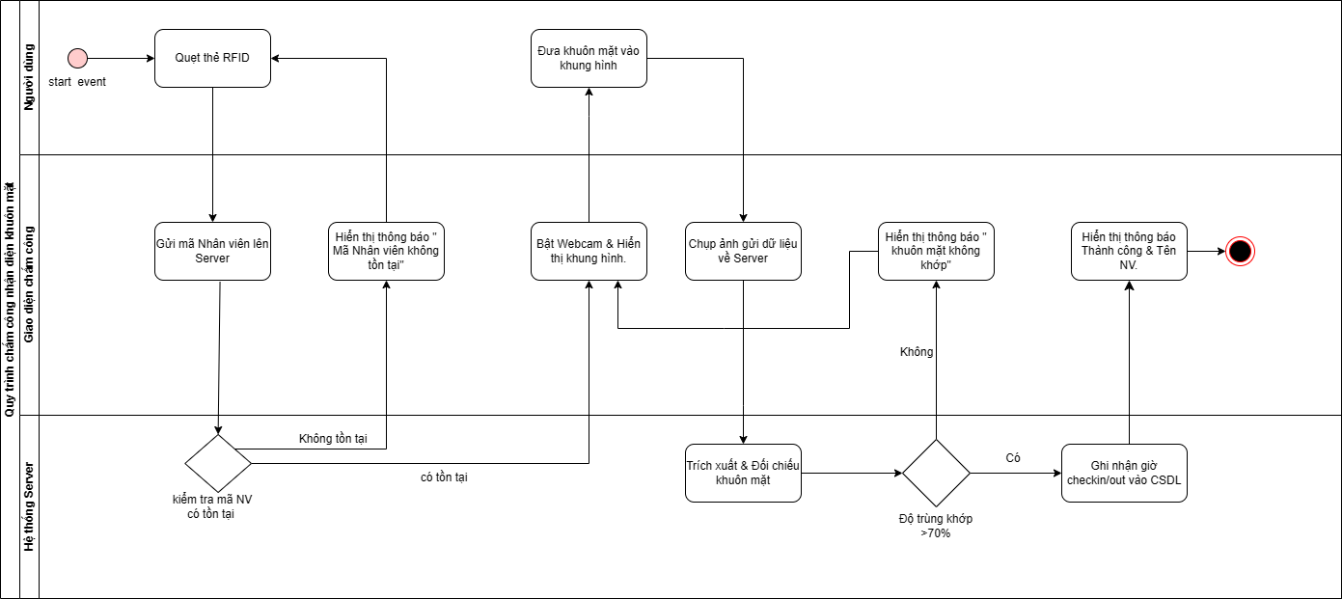 Quy trình chấm công nhận diện khuôn mặt
Người dùng
start event
Quẹt thẻ RFID
Đưa khuôn mặt vào
khung hình
Giao diện chấm công
Gửi mã Nhân viên lên
Server
Hiển thị thông báo "
Mã Nhân viên không
tồn tại"
Bật Webcam & Hiển
thị khung hình.
Chụp ảnh gửi dữ liệu
về Server
Hiển thị thông báo "
khuôn mặt không
khớp"
Hiển thị thông báo
Thành công & Tên
NV.
Không
Hệ thống Server
kiểm tra mã NV
có tồn tại
Không tồn tại
có tồn tại
Trích xuất & Đối chiếu
khuôn mặt
Độ trùng khớp
>70%
Có
Ghi nhận giờ
checkin/out vào CSDL